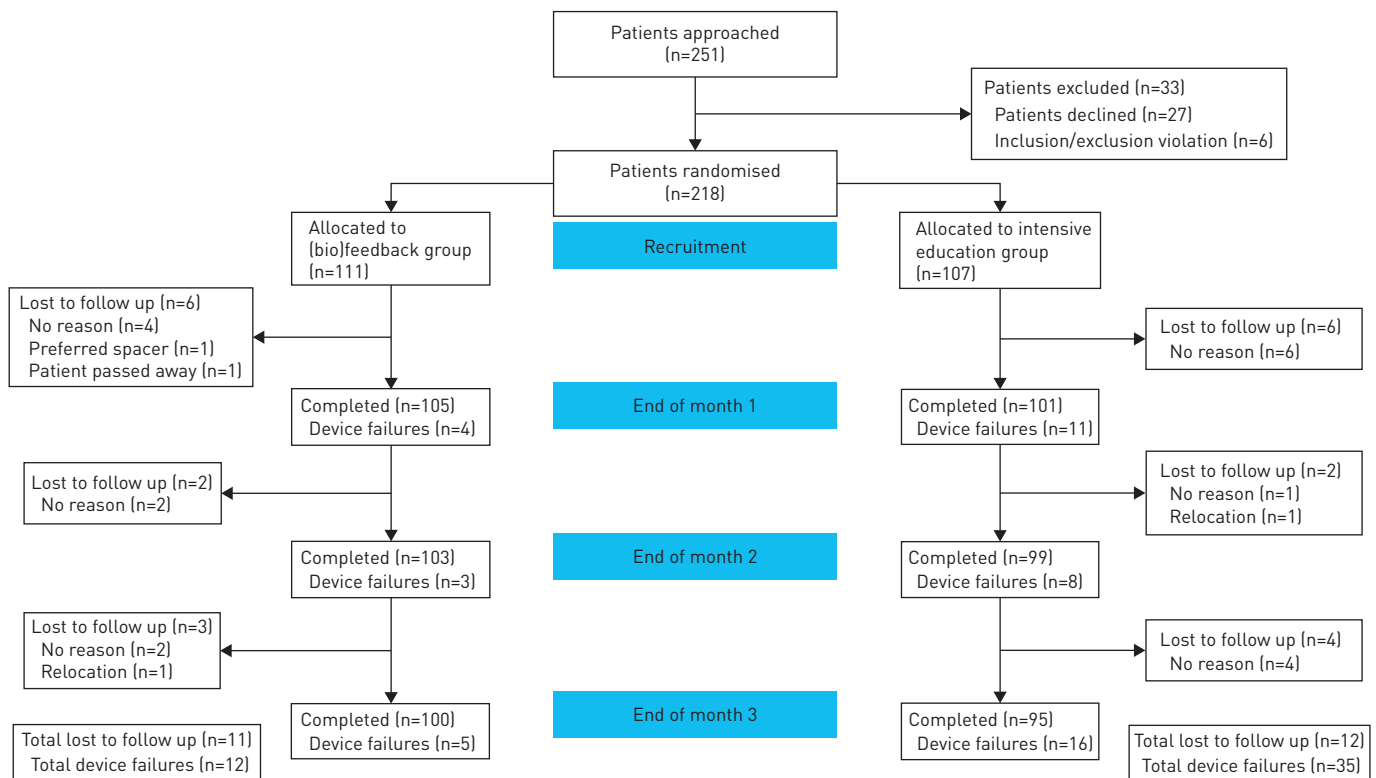 Patients approached
(n=251)
Patients excluded (n=33)
Patients declined (n=27)
Inclusion/exclusion violation (n=6)
Patients randomised
(n=218)
Allocated to
(bio)feedback group
(n=111)
Recruitment
Allocated to intensive
education group
(n=107)
Lost to follow up (n=6)
No reason (n=4)
Preferred spacer (n=1)
Patient passed away (n=1)
Lost to follow up (n=6)
No reason (n=6)
Completed (n=105)
Device failures (n=4)
End of month 1
Completed (n=101)
Device failures (n=11)
Lost to follow up (n=2)
No reason (n=2)
Lost to follow up (n=2)
No reason (n=1)
Relocation (n=1)
Completed (n=103)
Device failures (n=3)
End of month 2
Completed (n=99)
Device failures (n=8)
Lost to follow up (n=3)
No reason (n=2)
Relocation (n=1)
Lost to follow up (n=4)
No reason (n=4)
Completed (n=100)
Device failures (n=5)
End of month 3
Completed (n=95)
Device failures (n=16)
Total lost to follow up (n=11)
Total device failures (n=12)
Total lost to follow up (n=12)
Total device failures (n=35)